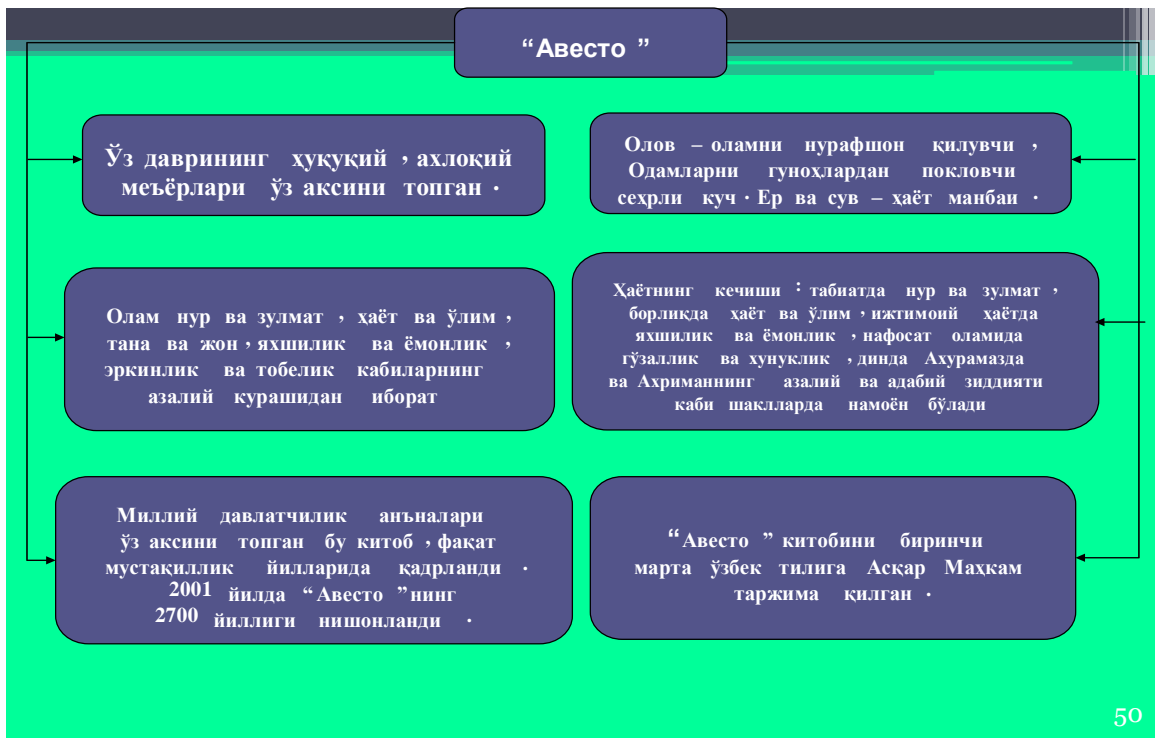 “Авесто ”
Ўз даврининг ҳуқуқий , ахлоқий
меъёрлари ўз аксини топган .
Олов – оламни нурафшон қилувчи ,
Одамларни гуноҳлардан покловчи
сеҳрли куч . Ер ва сув – ҳаёт манбаи .
Олам нур ва зулмат , ҳаёт ва ўлим ,
тана ва жон , яхшилик ва ёмонлик ,
эркинлик ва тобелик кабиларнинг
азалий курашидан иборат
Ҳаётнинг кечиши : табиатда нур ва зулмат ,
борлиқда ҳаёт ва ўлим , ижтимоий ҳаётда
яхшилик ва ёмонлик , нафосат оламида
гўзаллик ва хунуклик , динда Ахурамазда
ва Ахриманнинг азалий ва адабий зиддияти
каби шаклларда намоён бўлади
Миллий давлатчилик анъналари
ўз аксини топган бу китоб , фақат
мустақиллик йилларида қадрланди .
2001 йилда “Авесто ”нинг
2700 йиллиги нишонланди .
“Авесто ” китобини биринчи
марта ўзбек тилига Асқар Маҳкам
таржима қилган .
50